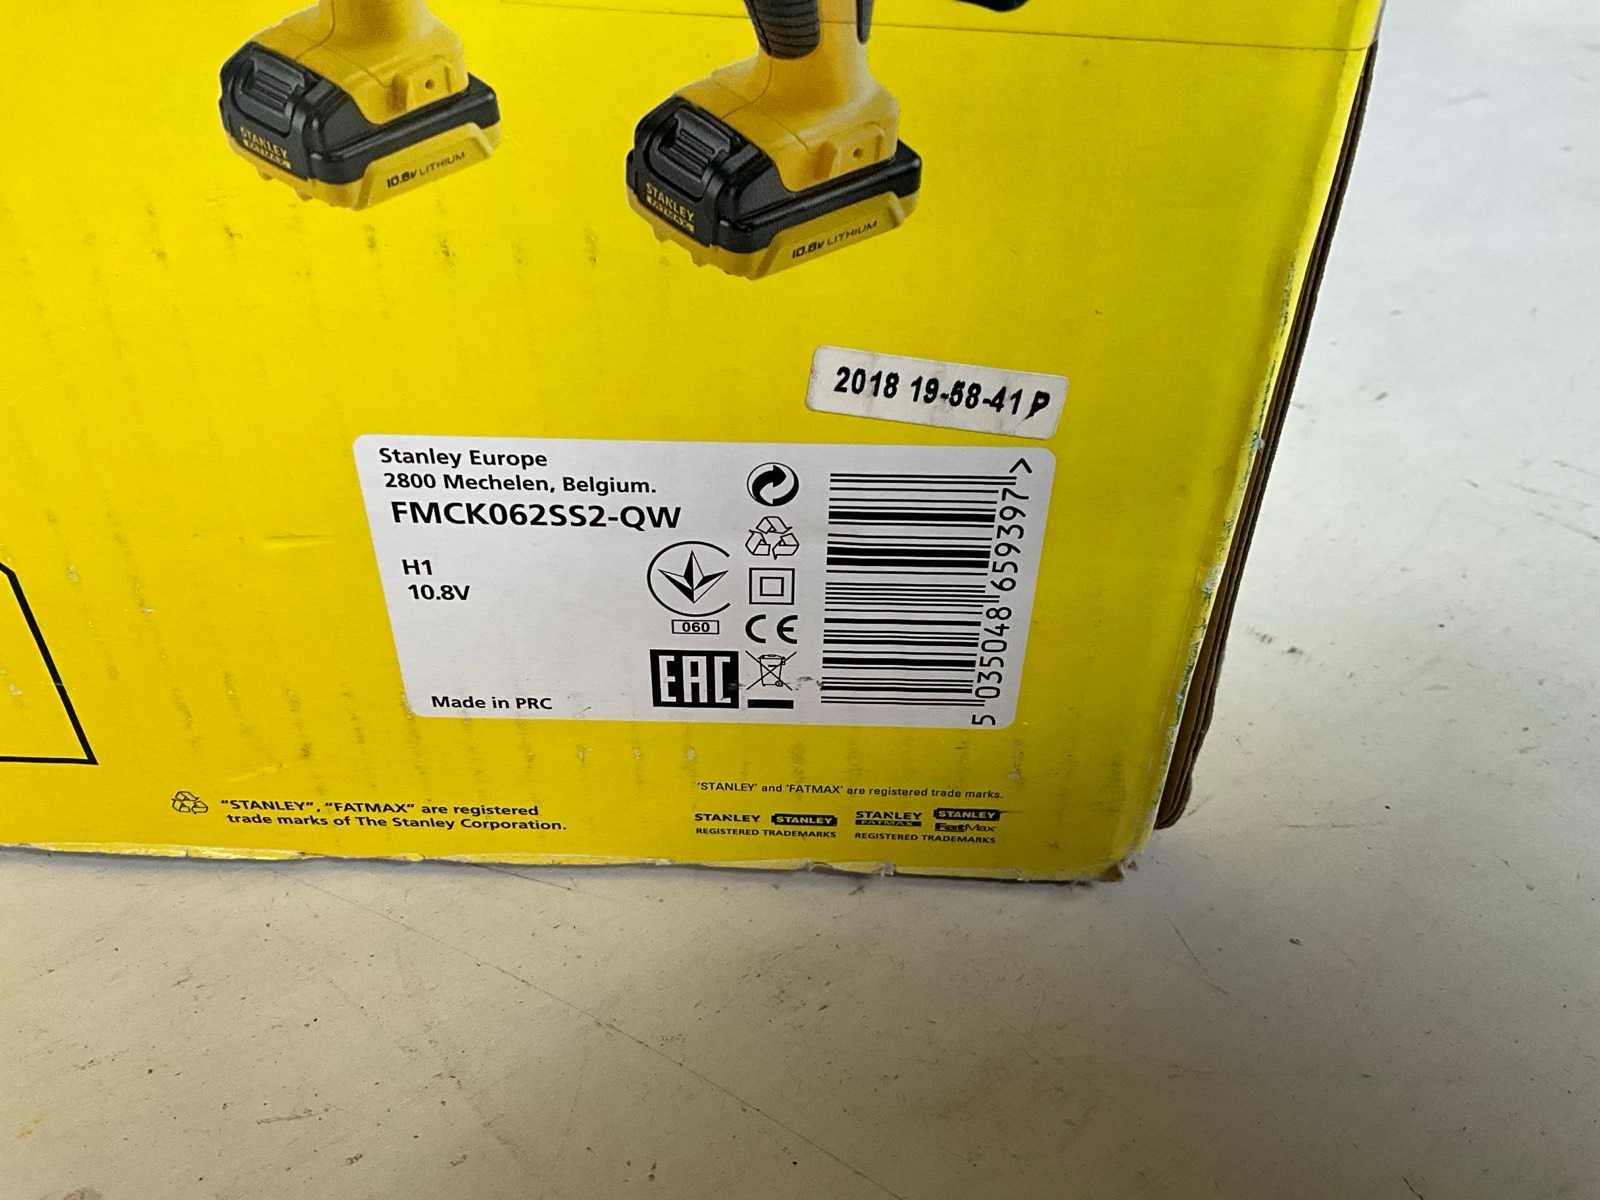 STANLEY
FATMAX
10.8V LITHIUM
STANLEY
FATMAX
10.8V LITHIUM
2018 19-58-41 P
Stanley Europe
2800 Mechelen, Belgium.
FMCK062SS2-QW
H1
10.8V
060
CE
EAC
Made in PRC
5 035048 659397 >
"STANLEY", "FATMAX" are registered
trade marks of The Stanley Corporation.
'STANLEY' and 'FATMAX' are registered trade marks.
STANLEY STANLEY
REGISTERED TRADEMARKS
STANLEY FATMAX STANLEY FatMax
REGISTERED TRADEMARKS